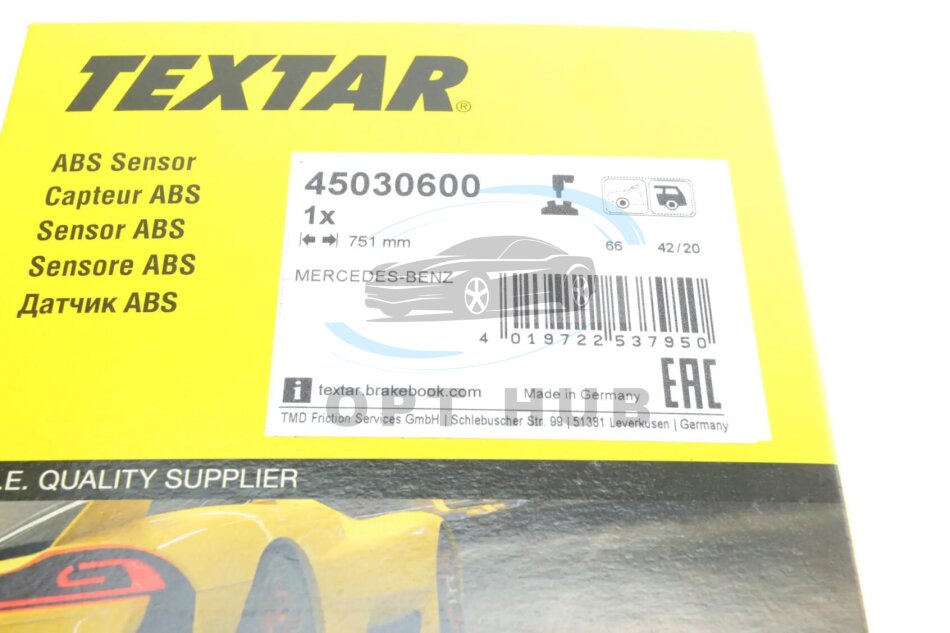 TEXTAR®
ABS Sensor
Capteur ABS
Sensor ABS
Sensore ABS
Датчик ABS
45030600
1x
751 mm
66 42/20
MERCEDES-BENZ
4 019722 537950
i textar.brakebook.com Made in Germany EAC
OPT HUB
TMD Friction Services GmbH | Schlebuscher Str. 99 | 51381 Leverkusen | Germany
.E. QUALITY SUPPLIER